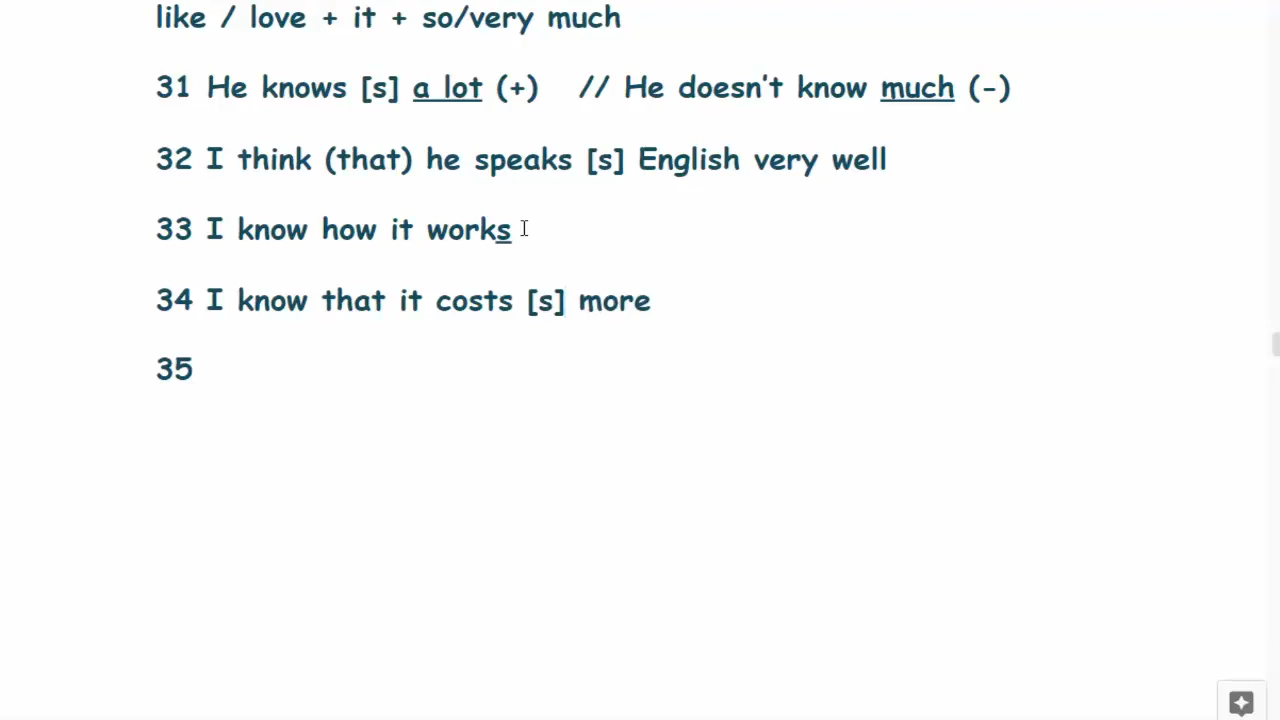 like / love + it + so/very much
31 He knows [s] a lot (+) // He doesn't know much (-)
32 I think (that) he speaks [s] English very well
33 I know how it works
34 I know that it costs [s] more
35